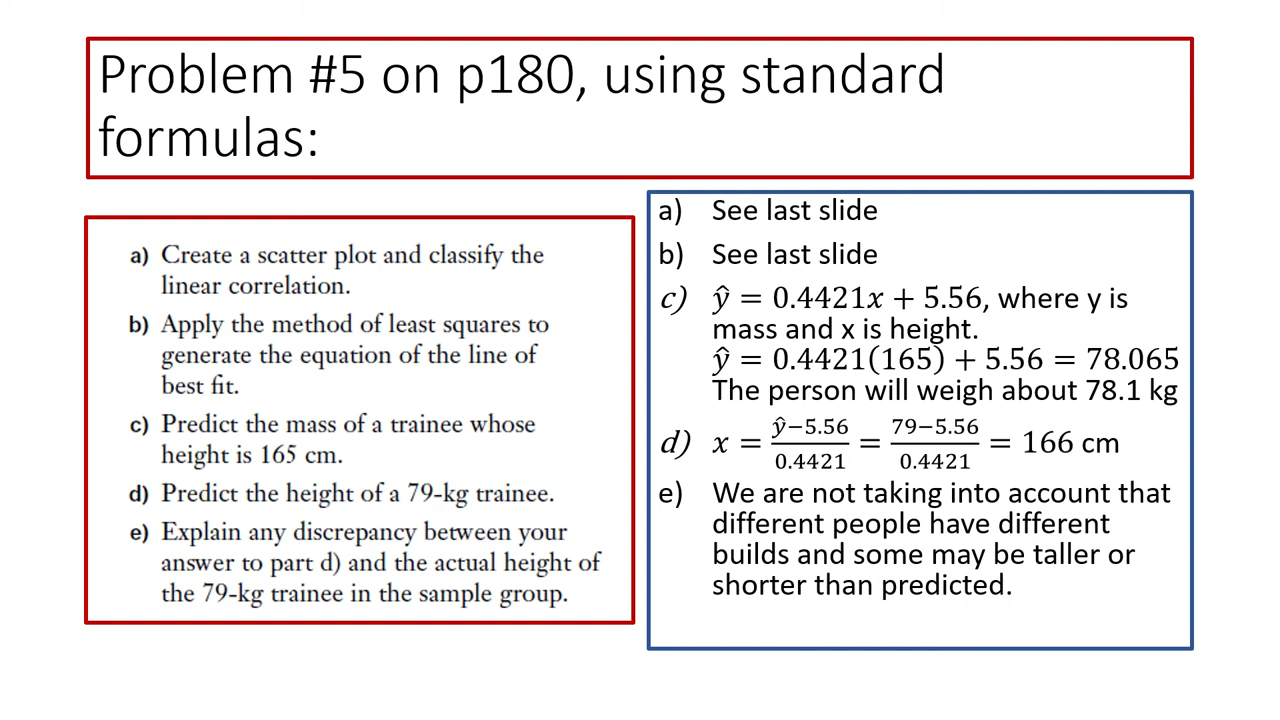 Problem #5 on p180, using standard
formulas:
a) Create a scatter plot and classify the
linear correlation.
b) Apply the method of least squares to
generate the equation of the line of
best fit.
c) Predict the mass of a trainee whose
height is 165 cm.
d) Predict the height of a 79-kg trainee.
e) Explain any discrepancy between your
answer to part d) and the actual height of
the 79-kg trainee in the sample group.
a) See last slide
b) See last slide
c) ŷ = 0.4421x + 5.56, where y is
mass and x is height.
ŷ = 0.4421(165) + 5.56 = 78.065
The person will weigh about 78.1 kg
d) x = (ŷ−5.56)/0.4421 = (79−5.56)/0.4421 = 166 cm
e) We are not taking into account that
different people have different
builds and some may be taller or
shorter than predicted.